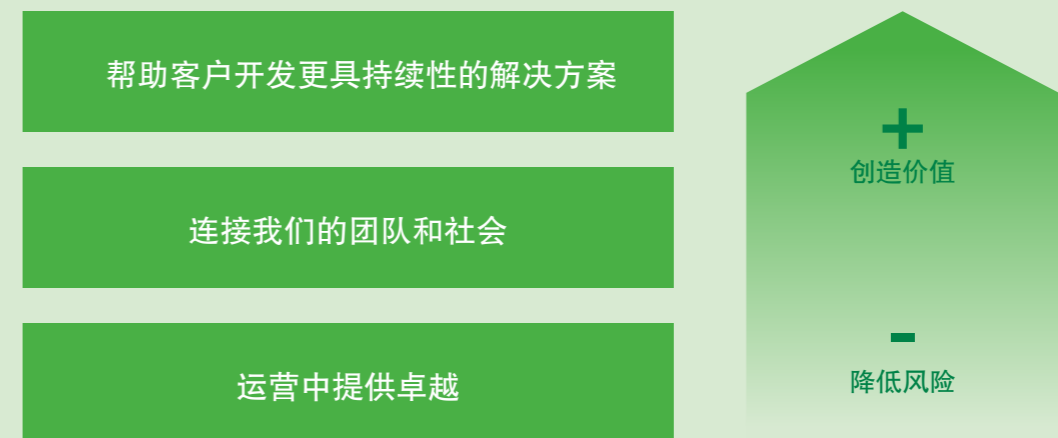 帮助客户开发更具持续性的解决方案
连接我们的团队和社会
运营中提供卓越
+
创造价值
-
降低风险